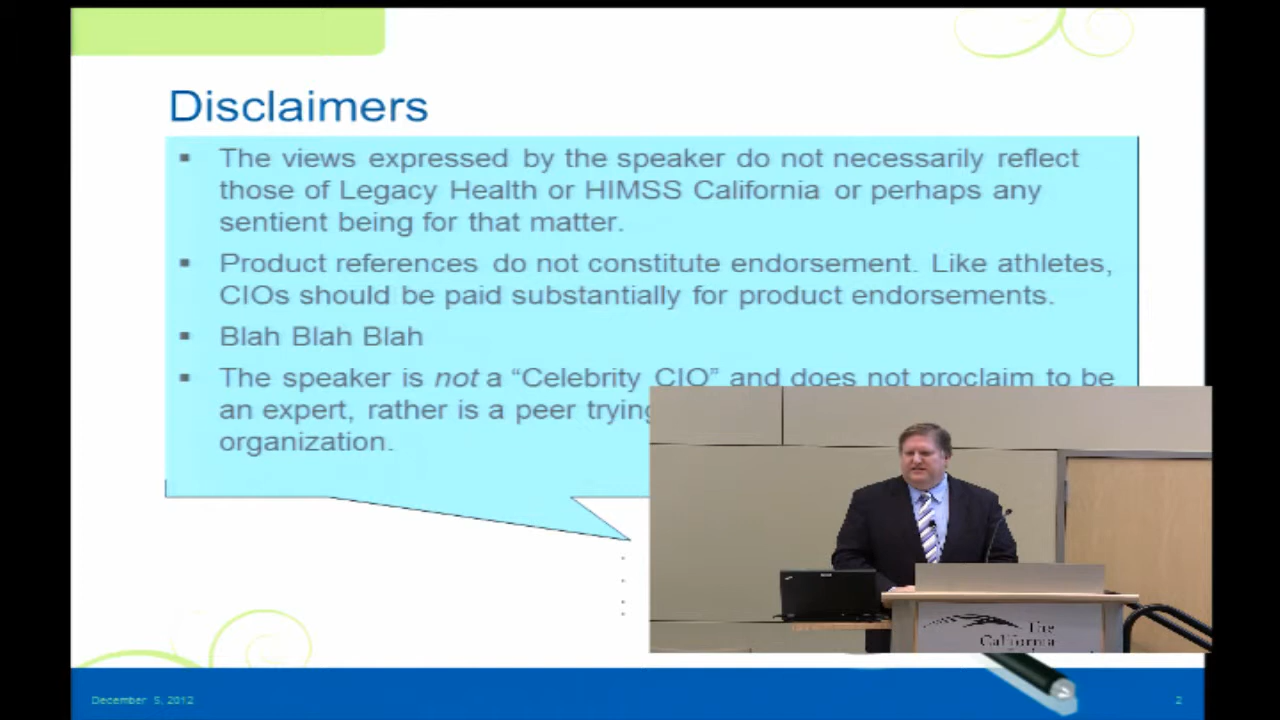 Disclaimers
▪ The views expressed by the speaker do not necessarily reflect
those of Legacy Health or HIMSS California or perhaps any
sentient being for that matter.
▪ Product references do not constitute endorsement. Like athletes,
CIOs should be paid substantially for product endorsements.
▪ Blah Blah Blah
▪ The speaker is not a “Celebrity CIO” and does not proclaim to be
an expert, rather is a peer trying
organization.
The
California
December 5, 2012
2